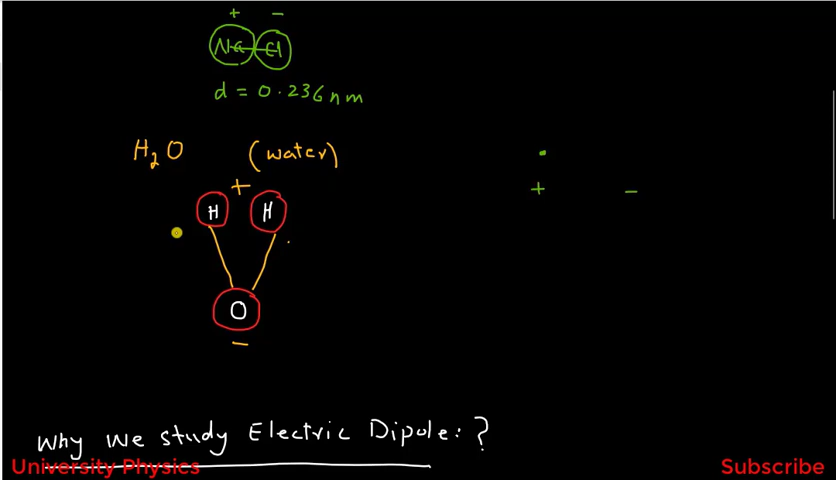 + −
Na Cl
d = 0.236 nm
H₂O (water)
+
+ −
H H
O
−
Why we study Electric Dipole: ?
University Physics
Subscribe